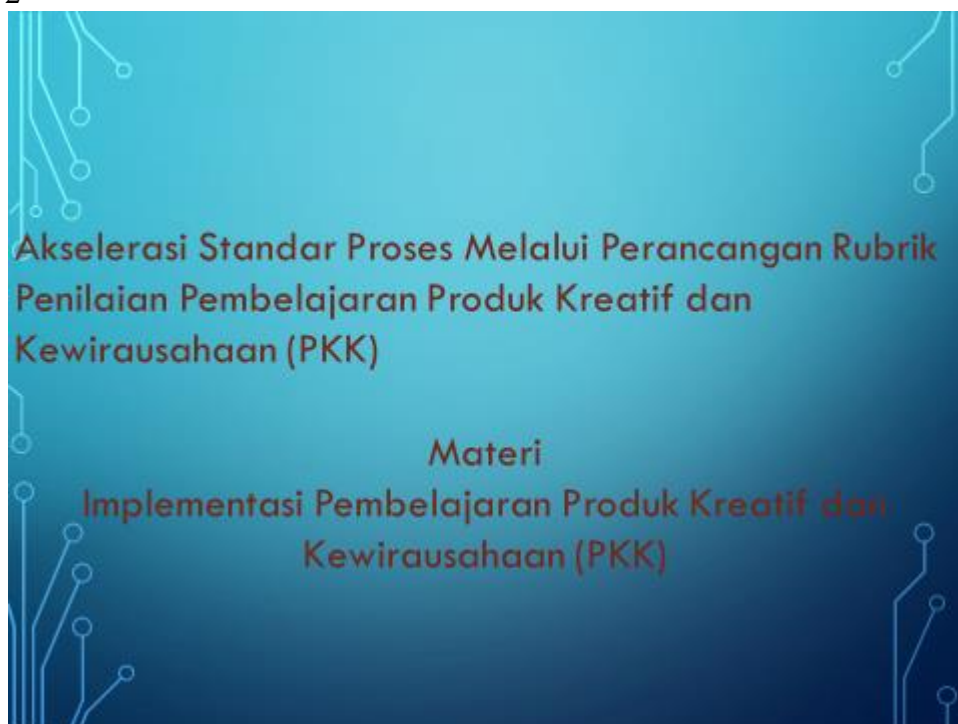 2
Akselerasi Standar Proses Melalui Perancangan Rubrik
Penilaian Pembelajaran Produk Kreatif dan
Kewirausahaan (PKK)
Materi
Implementasi Pembelajaran Produk Kreatif dan
Kewirausahaan (PKK)